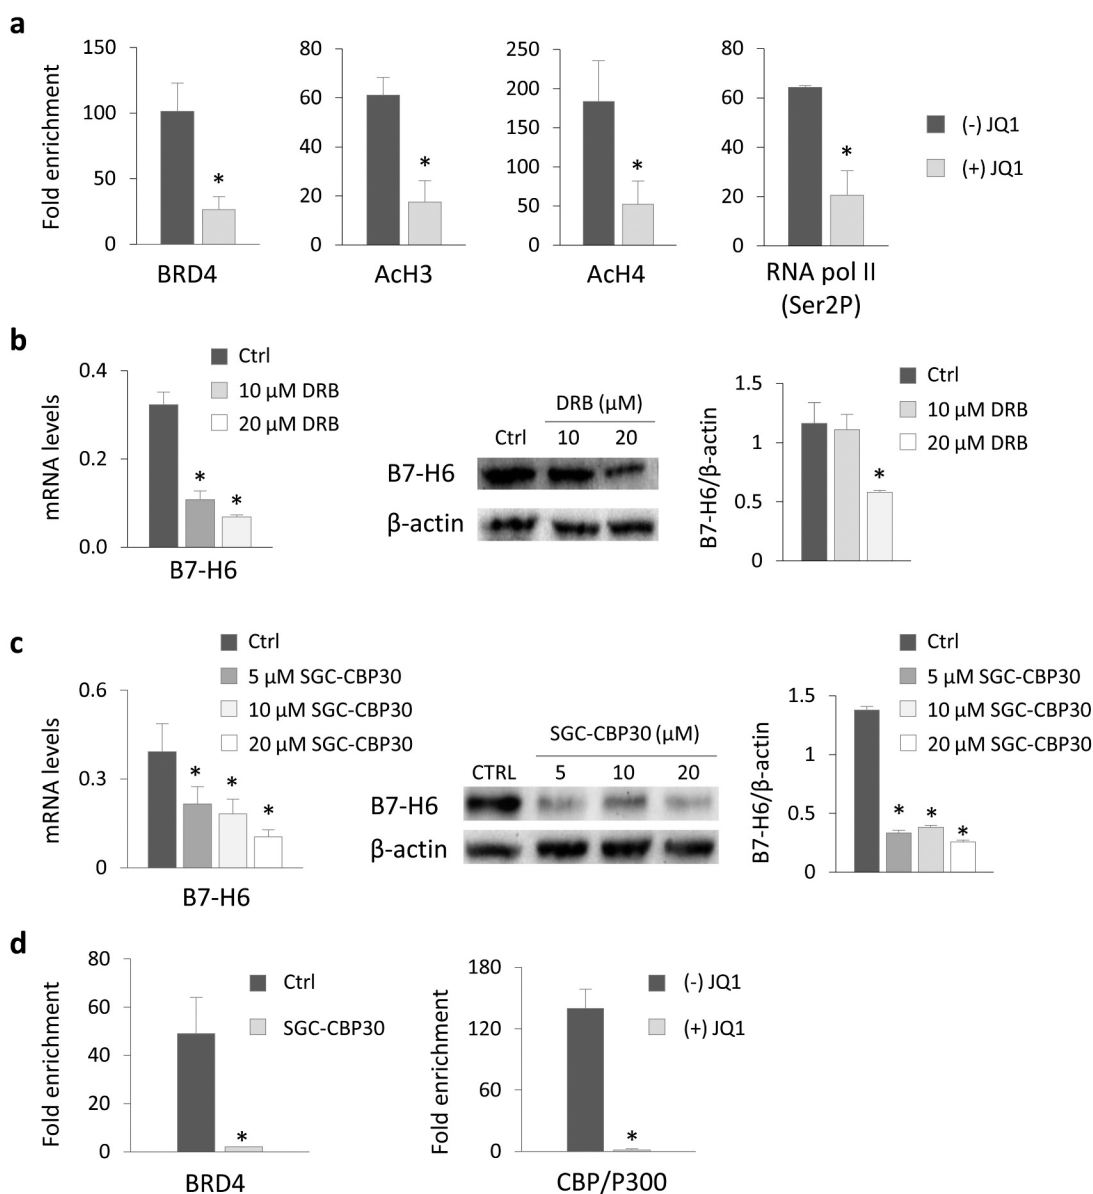 a
Fold enrichment
150
100
50
0
*
BRD4
80
60
40
20
0
*
AcH3
250
200
150
100
50
0
*
AcH4
80
60
40
20
0
*
RNA pol II
(Ser2P)
(-) JQ1
(+) JQ1
b
mRNA levels
0.4
0.2
0.0
* *
B7-H6
Ctrl
10 µM DRB
20 µM DRB
DRB (µM)
Ctrl 10 20
B7-H6
β-actin
B7-H6/β-actin
1.5
1
0.5
0
*
Ctrl
10 µM DRB
20 µM DRB
c
mRNA levels
0.6
0.3
0
* * *
B7-H6
Ctrl
5 µM SGC-CBP30
10 µM SGC-CBP30
20 µM SGC-CBP30
SGC-CBP30 (µM)
CTRL 5 10 20
B7-H6
β-actin
B7-H6/β-actin
1.5
1
0.5
0
* * *
Ctrl
5 µM SGC-CBP30
10 µM SGC-CBP30
20 µM SGC-CBP30
d
Fold enrichment
80
60
40
20
0
*
BRD4
Ctrl
SGC-CBP30
Fold enrichment
180
120
60
0
*
CBP/P300
(-) JQ1
(+) JQ1